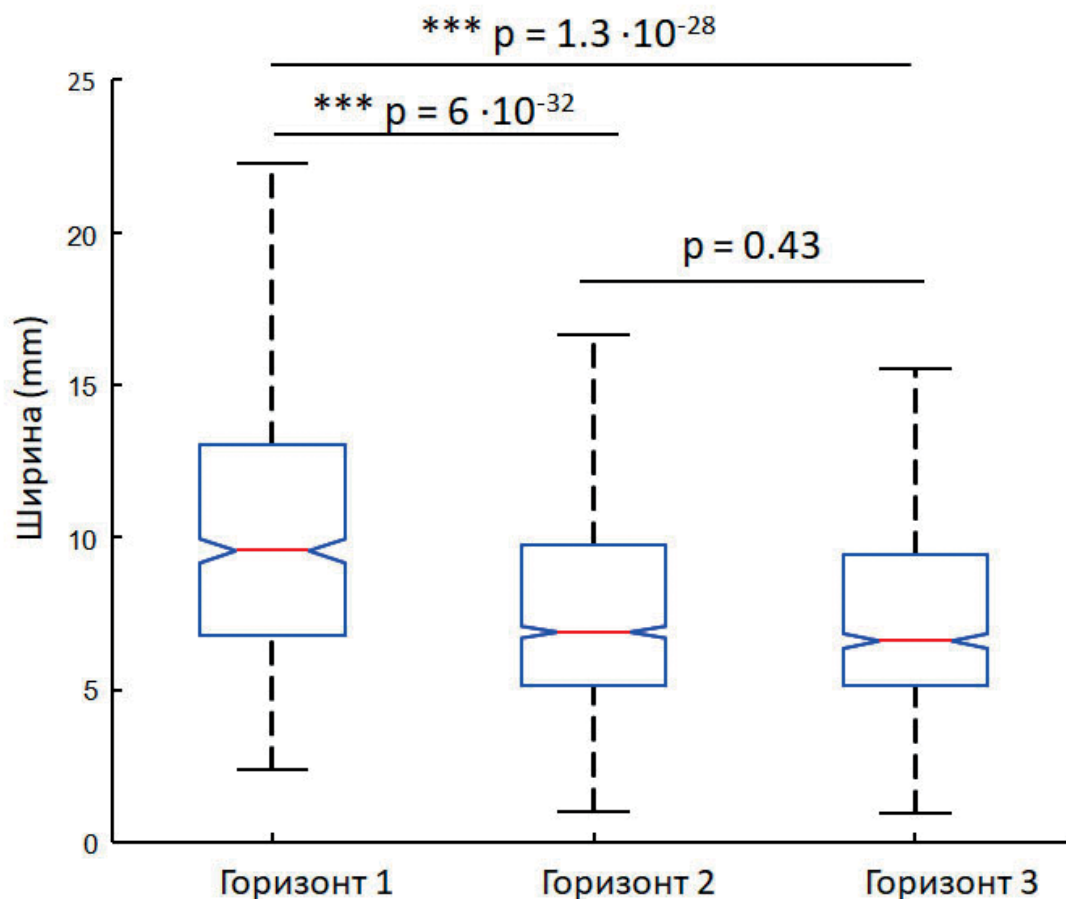 *** p = 1.3 ·10⁻²⁸
*** p = 6 ·10⁻³²
p = 0.43
Ширина (mm)
25
20
15
10
5
0
Горизонт 1 Горизонт 2 Горизонт 3